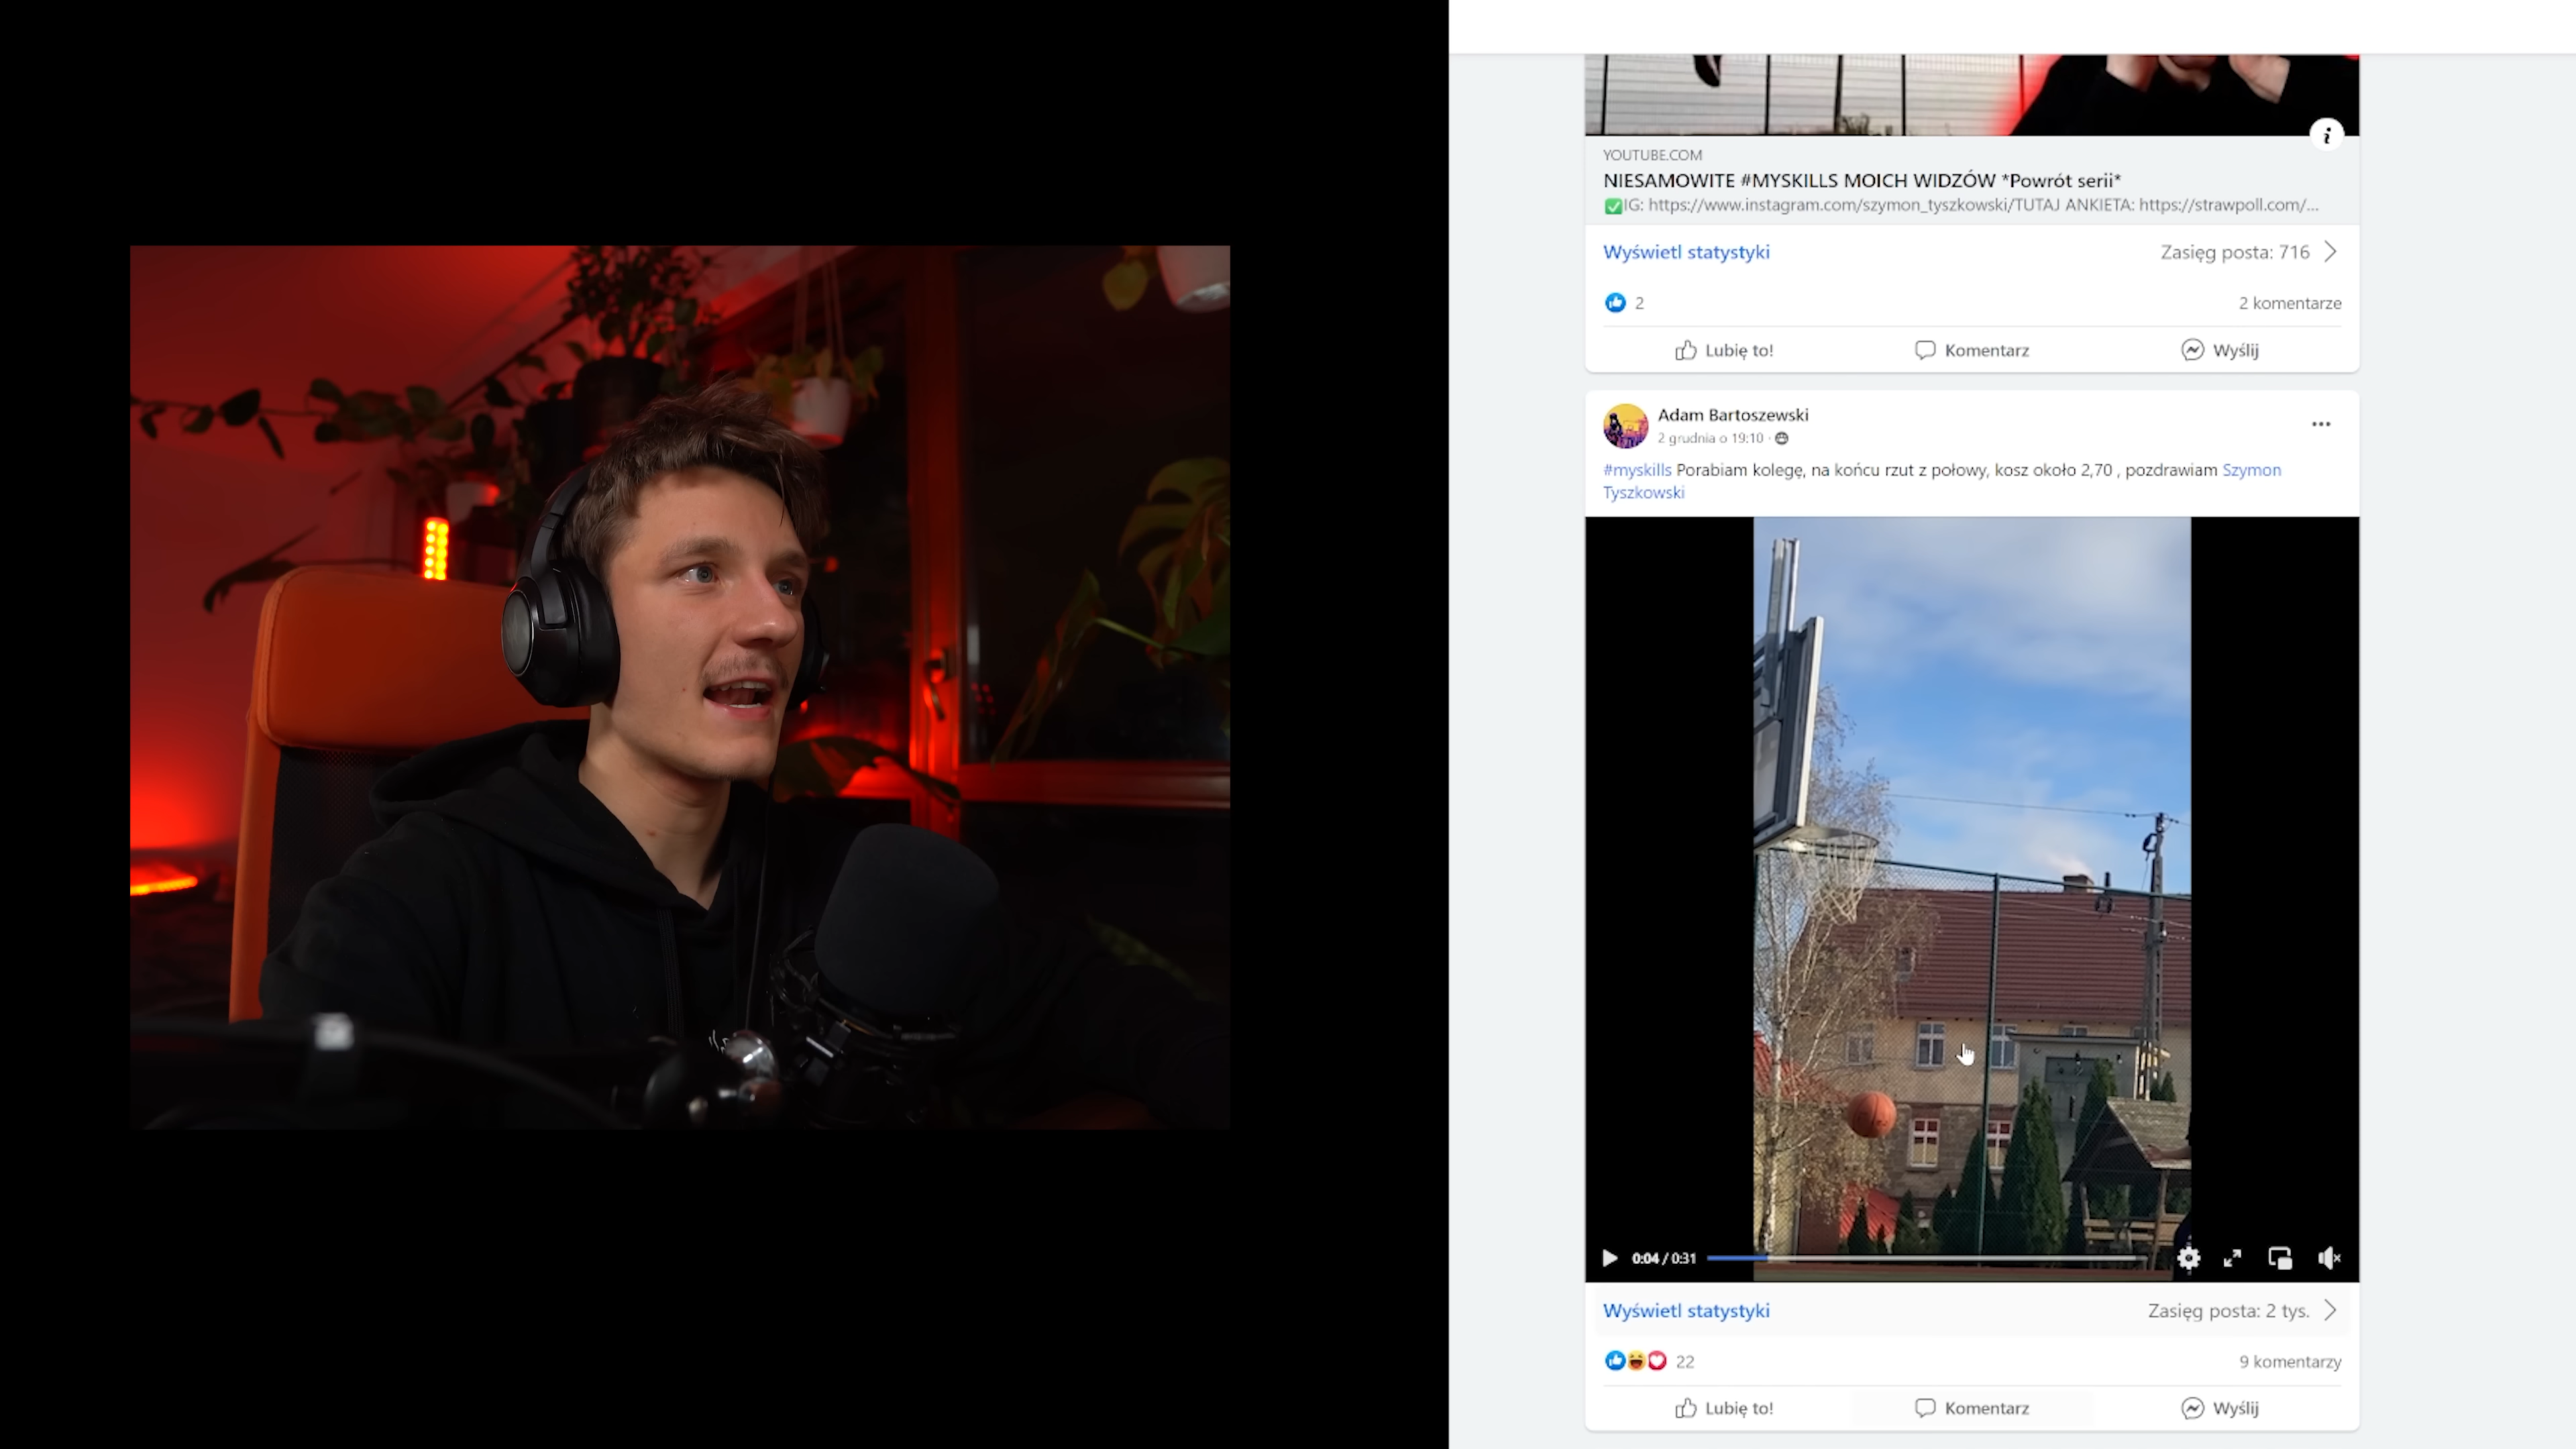 YOUTUBE.COM
NIESAMOWITE #MYSKILLS MOICH WIDZÓW *Powrót serii*
✅IG: https://www.instagram.com/szymon_tyszkowski/TUTAJ ANKIETA: https://strawpoll.com/...
Wyświetl statystyki
Zasięg posta: 716
2
2 komentarze
Lubię to!
Komentarz
Wyślij
Adam Bartoszewski
2 grudnia o 19:10 ·
#myskills Porabiam kolegę, na końcu rzut z połowy, kosz około 2,70 , pozdrawiam Szymon
Tyszkowski
0:04 / 0:31
Wyświetl statystyki
Zasięg posta: 2 tys.
22
9 komentarzy
Lubię to!
Komentarz
Wyślij